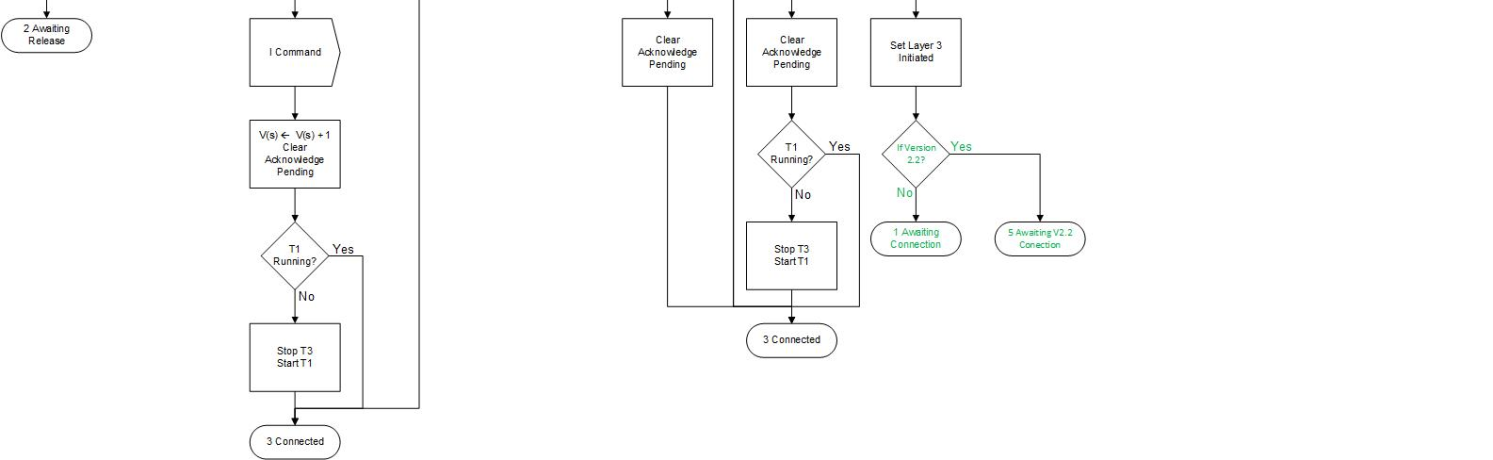 2 Awaiting
Release
I Command
V(s) ← V(s) + 1
Clear
Acknowledge
Pending
T1
Running?
Yes
No
Stop T3
Start T1
3 Connected
Clear
Acknowledge
Pending
Clear
Acknowledge
Pending
T1
Running?
Yes
No
Stop T3
Start T1
3 Connected
Set Layer 3
Initiated
If Version
2.2?
Yes
No
1 Awaiting
Connection
5 Awaiting V2.2
Conection